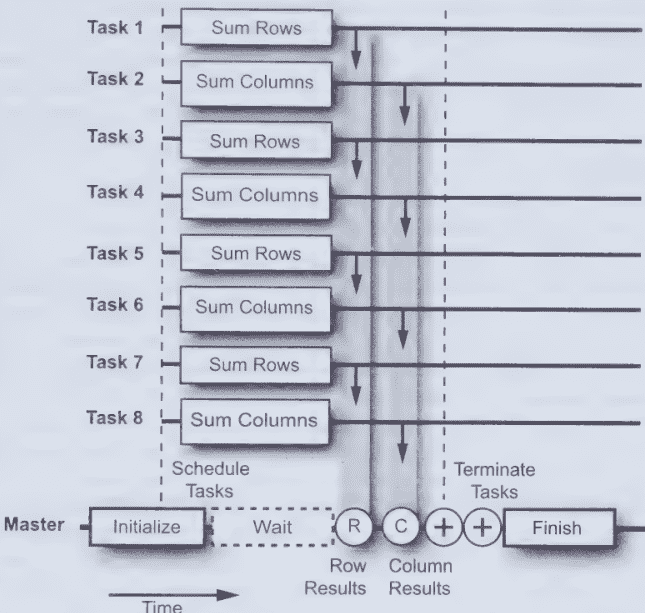 Task 1 Sum Rows
Task 2 Sum Columns
Task 3 Sum Rows
Task 4 Sum Columns
Task 5 Sum Rows
Task 6 Sum Columns
Task 7 Sum Rows
Task 8 Sum Columns
Schedule
Tasks
Terminate
Tasks
Master Initialize Wait R C + + Finish
Row
Results
Column
Results
Time